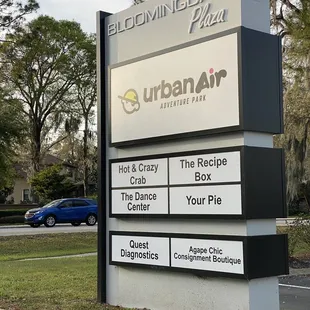 BLOOMINGDALE
Plaza
urbanAir
ADVENTURE PARK
Hot & Crazy
Crab
The Recipe
Box
The Dance
Center
Your Pie
Quest
Diagnostics
Agape Chic
Consignment Boutique